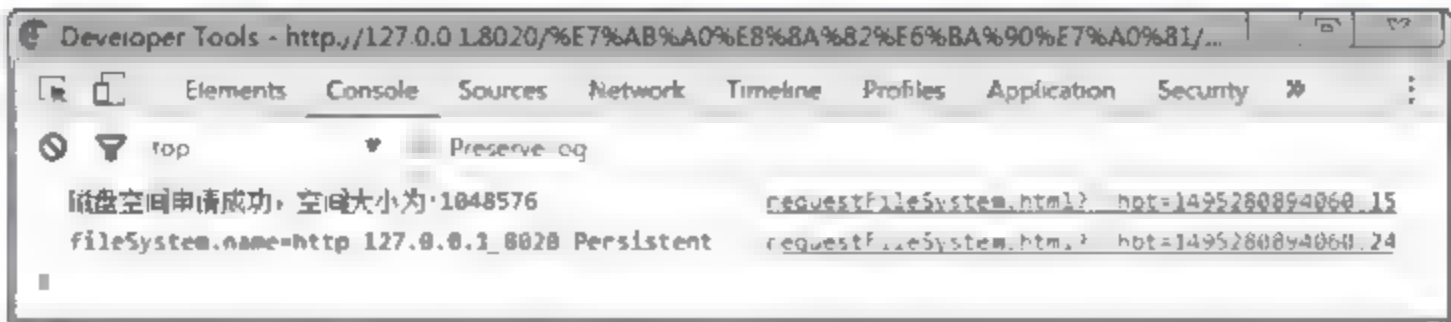 Developer Tools - http://127.0.0.1:8020/%E7%AB%A0%E8%8A%82%E6%BA%90%E7%A0%81/...
Elements Console Sources Network Timeline Profiles Application Security »
top ▼ Preserve log
磁盘空间申请成功，空间大小为:1048576 requestFileSystem.html?__hbt=1495280894060:15
fileSystem.name=http_127.0.0.1_8020:Persistent requestFileSystem.html?__hbt=1495280894060:24